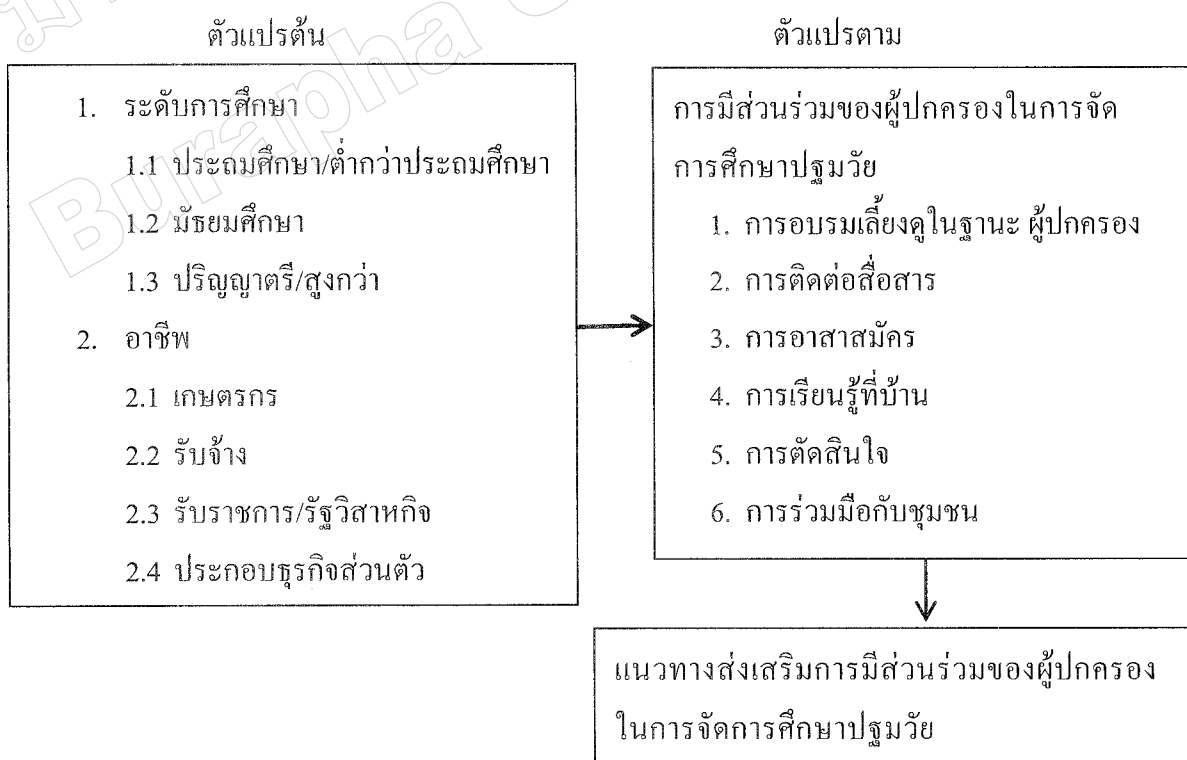 ตัวแปรต้น
1. ระดับการศึกษา
1.1 ประถมศึกษา/ต่ำกว่าประถมศึกษา
1.2 มัธยมศึกษา
1.3 ปริญญาตรี/สูงกว่า
2. อาชีพ
2.1 เกษตรกร
2.2 รับจ้าง
2.3 รับราชการ/รัฐวิสาหกิจ
2.4 ประกอบธุรกิจส่วนตัว
ตัวแปรตาม
การมีส่วนร่วมของผู้ปกครองในการจัด
การศึกษาปฐมวัย
1. การอบรมเลี้ยงดูในฐานะ ผู้ปกครอง
2. การติดต่อสื่อสาร
3. การอาสาสมัคร
4. การเรียนรู้ที่บ้าน
5. การตัดสินใจ
6. การร่วมมือกับชุมชน
แนวทางส่งเสริมการมีส่วนร่วมของผู้ปกครอง
ในการจัดการศึกษาปฐมวัย
Burapha